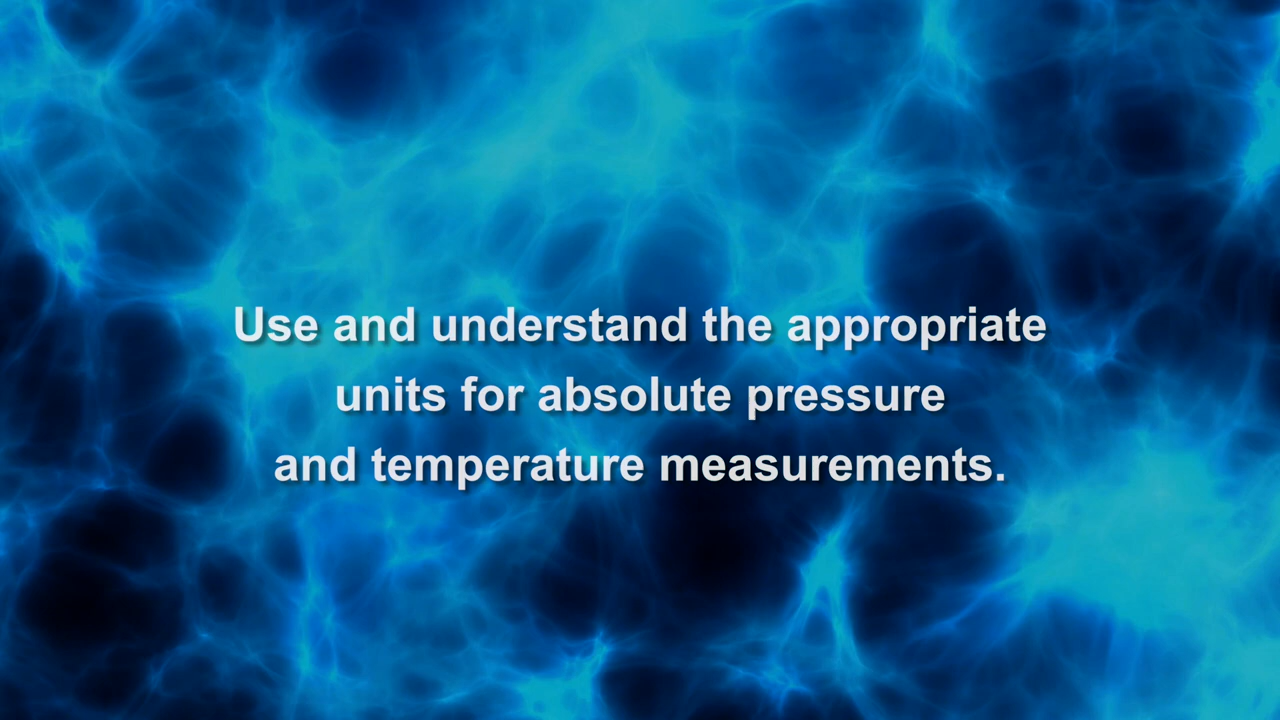 Use and understand the appropriate
units for absolute pressure
and temperature measurements.